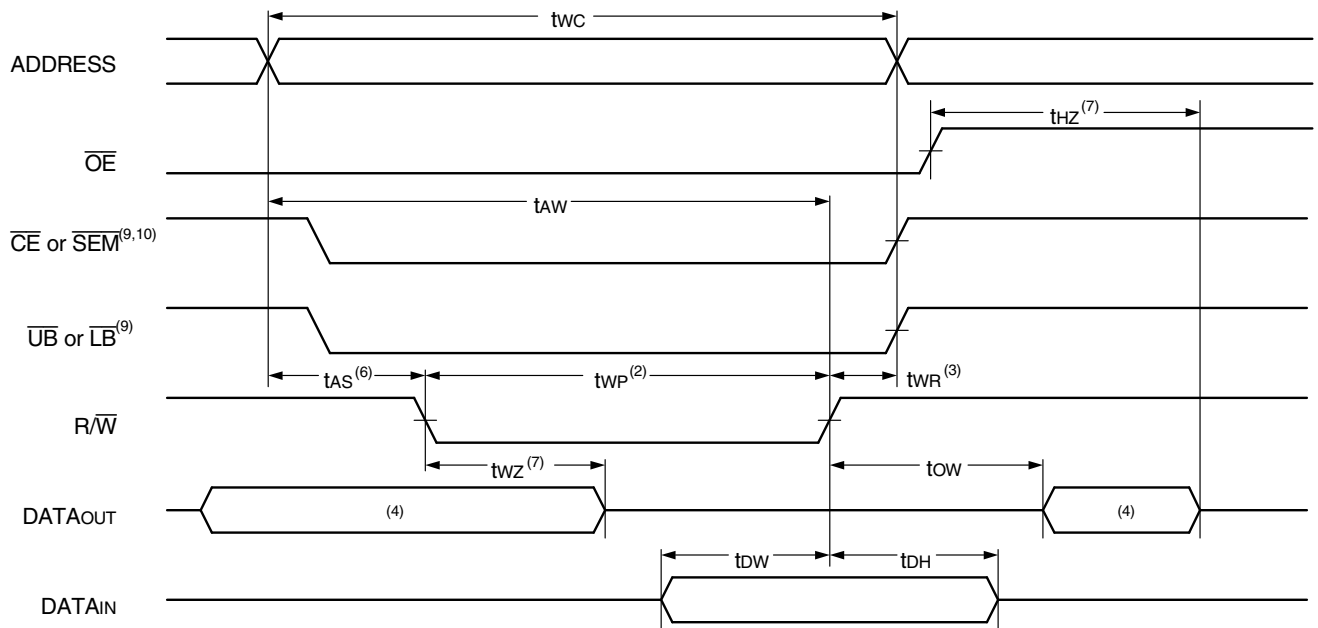 tWC
ADDRESS
tHZ(7)
OE
tAW
CE or SEM(9,10)
UB or LB(9)
tAS(6)
tWP(2)
tWR(3)
R/W
tWZ(7)
tOW
DATAOUT
(4)
(4)
tDW
tDH
DATAIN